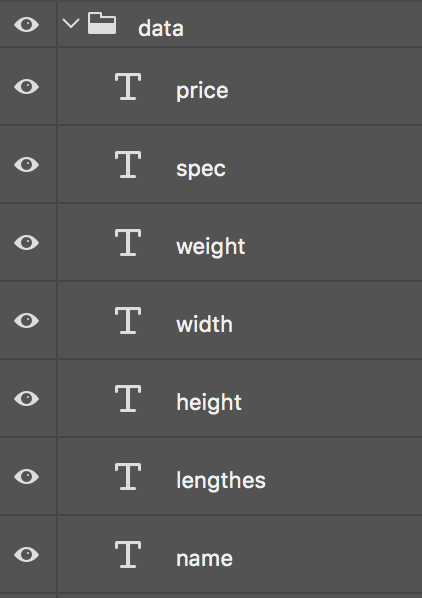 data
price
spec
weight
width
height
lengthes
name